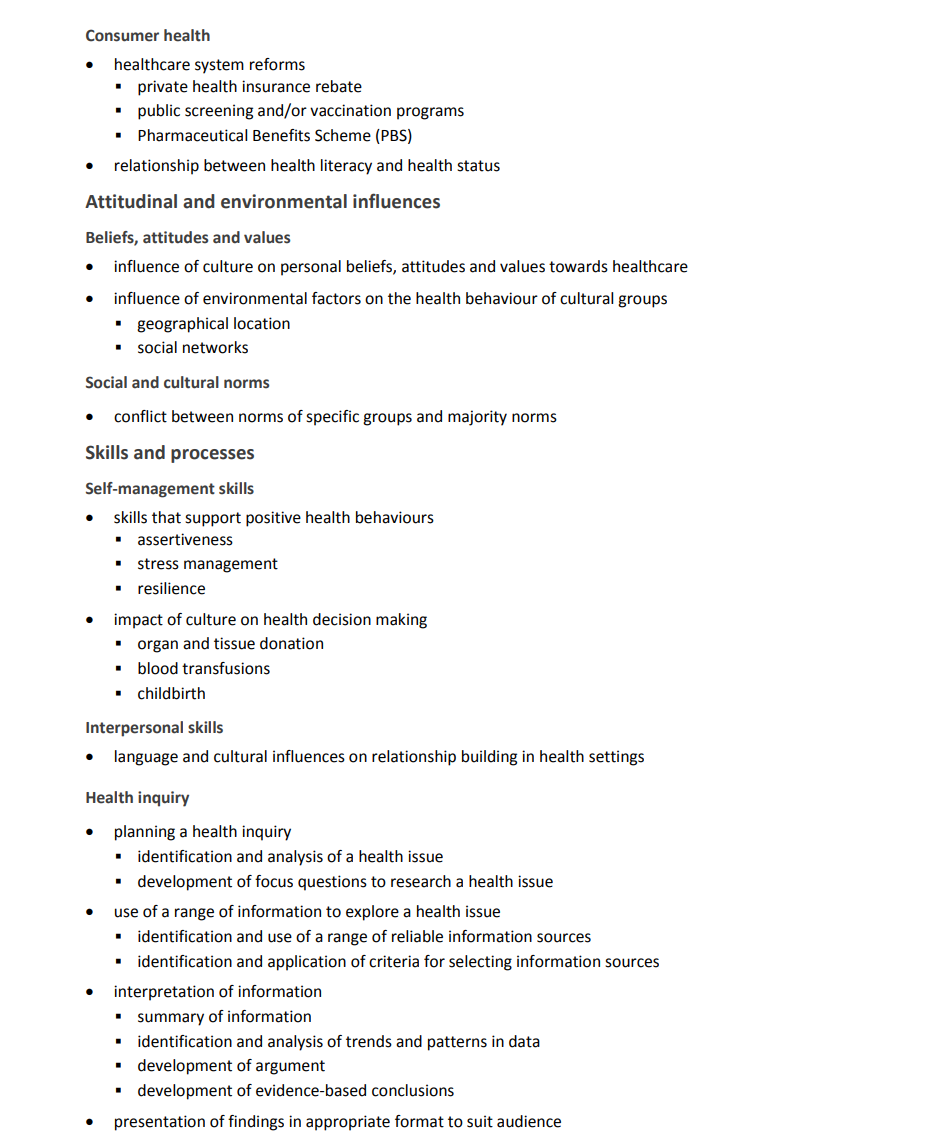 Consumer health
• healthcare system reforms
▪ private health insurance rebate
▪ public screening and/or vaccination programs
▪ Pharmaceutical Benefits Scheme (PBS)
• relationship between health literacy and health status
Attitudinal and environmental influences
Beliefs, attitudes and values
• influence of culture on personal beliefs, attitudes and values towards healthcare
• influence of environmental factors on the health behaviour of cultural groups
▪ geographical location
▪ social networks
Social and cultural norms
• conflict between norms of specific groups and majority norms
Skills and processes
Self-management skills
• skills that support positive health behaviours
▪ assertiveness
▪ stress management
▪ resilience
• impact of culture on health decision making
▪ organ and tissue donation
▪ blood transfusions
▪ childbirth
Interpersonal skills
• language and cultural influences on relationship building in health settings
Health inquiry
• planning a health inquiry
▪ identification and analysis of a health issue
▪ development of focus questions to research a health issue
• use of a range of information to explore a health issue
▪ identification and use of a range of reliable information sources
▪ identification and application of criteria for selecting information sources
• interpretation of information
▪ summary of information
▪ identification and analysis of trends and patterns in data
▪ development of argument
▪ development of evidence-based conclusions
• presentation of findings in appropriate format to suit audience